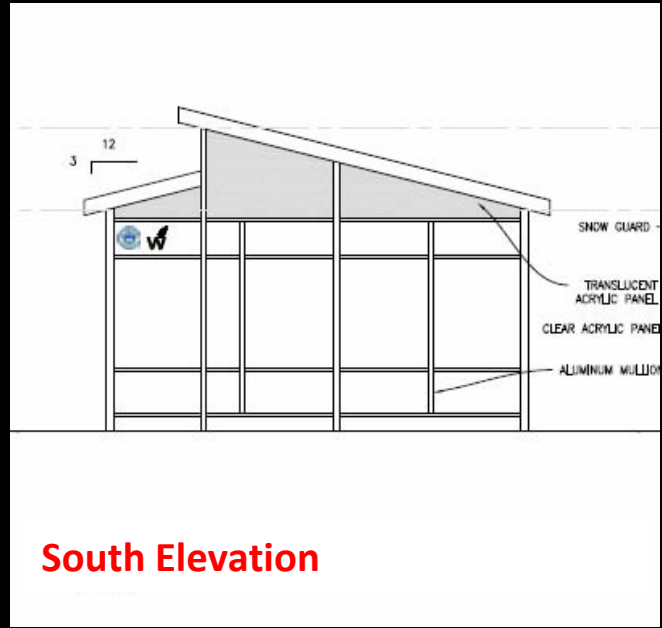 12
3
SNOW GUARD
TRANSLUCENT
ACRYLIC PANEL
CLEAR ACRYLIC PANEL
ALUMINUM MULLION
W
South Elevation